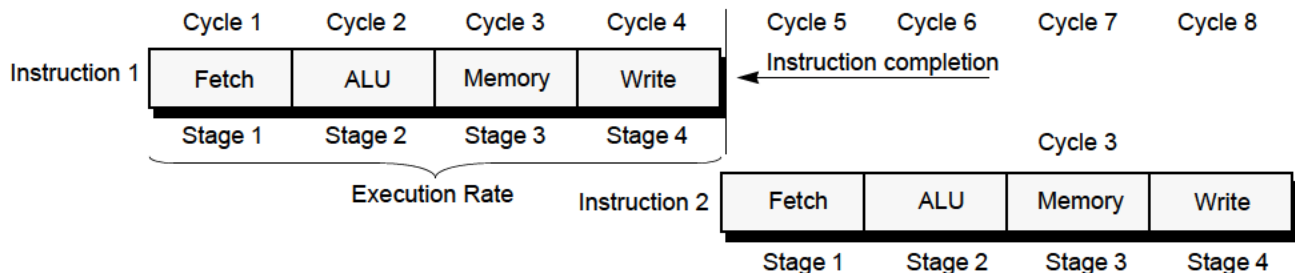 Cycle 1 Cycle 2 Cycle 3 Cycle 4 Cycle 5 Cycle 6 Cycle 7 Cycle 8
Instruction 1 Fetch ALU Memory Write Instruction completion
Stage 1 Stage 2 Stage 3 Stage 4
Cycle 3
Execution Rate
Instruction 2 Fetch ALU Memory Write
Stage 1 Stage 2 Stage 3 Stage 4